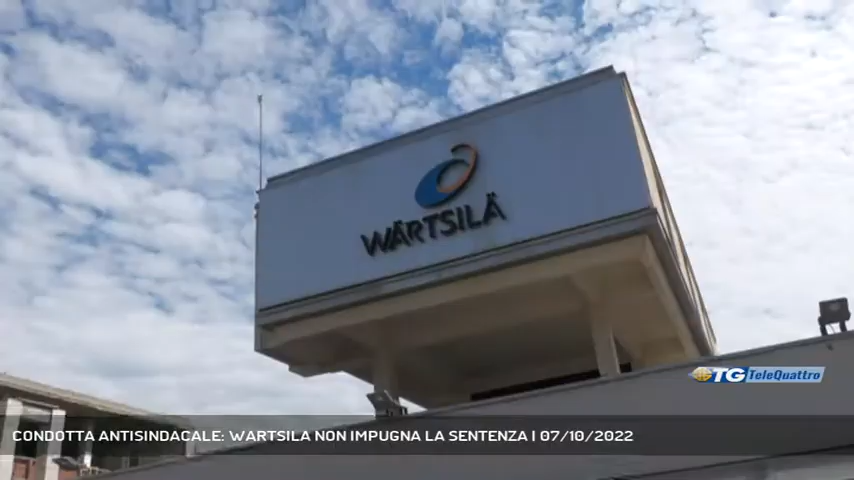 WÄRTSILÄ
TG TeleQuattro
CONDOTTA ANTISINDACALE: WARTSILA NON IMPUGNA LA SENTENZA | 07/10/2022